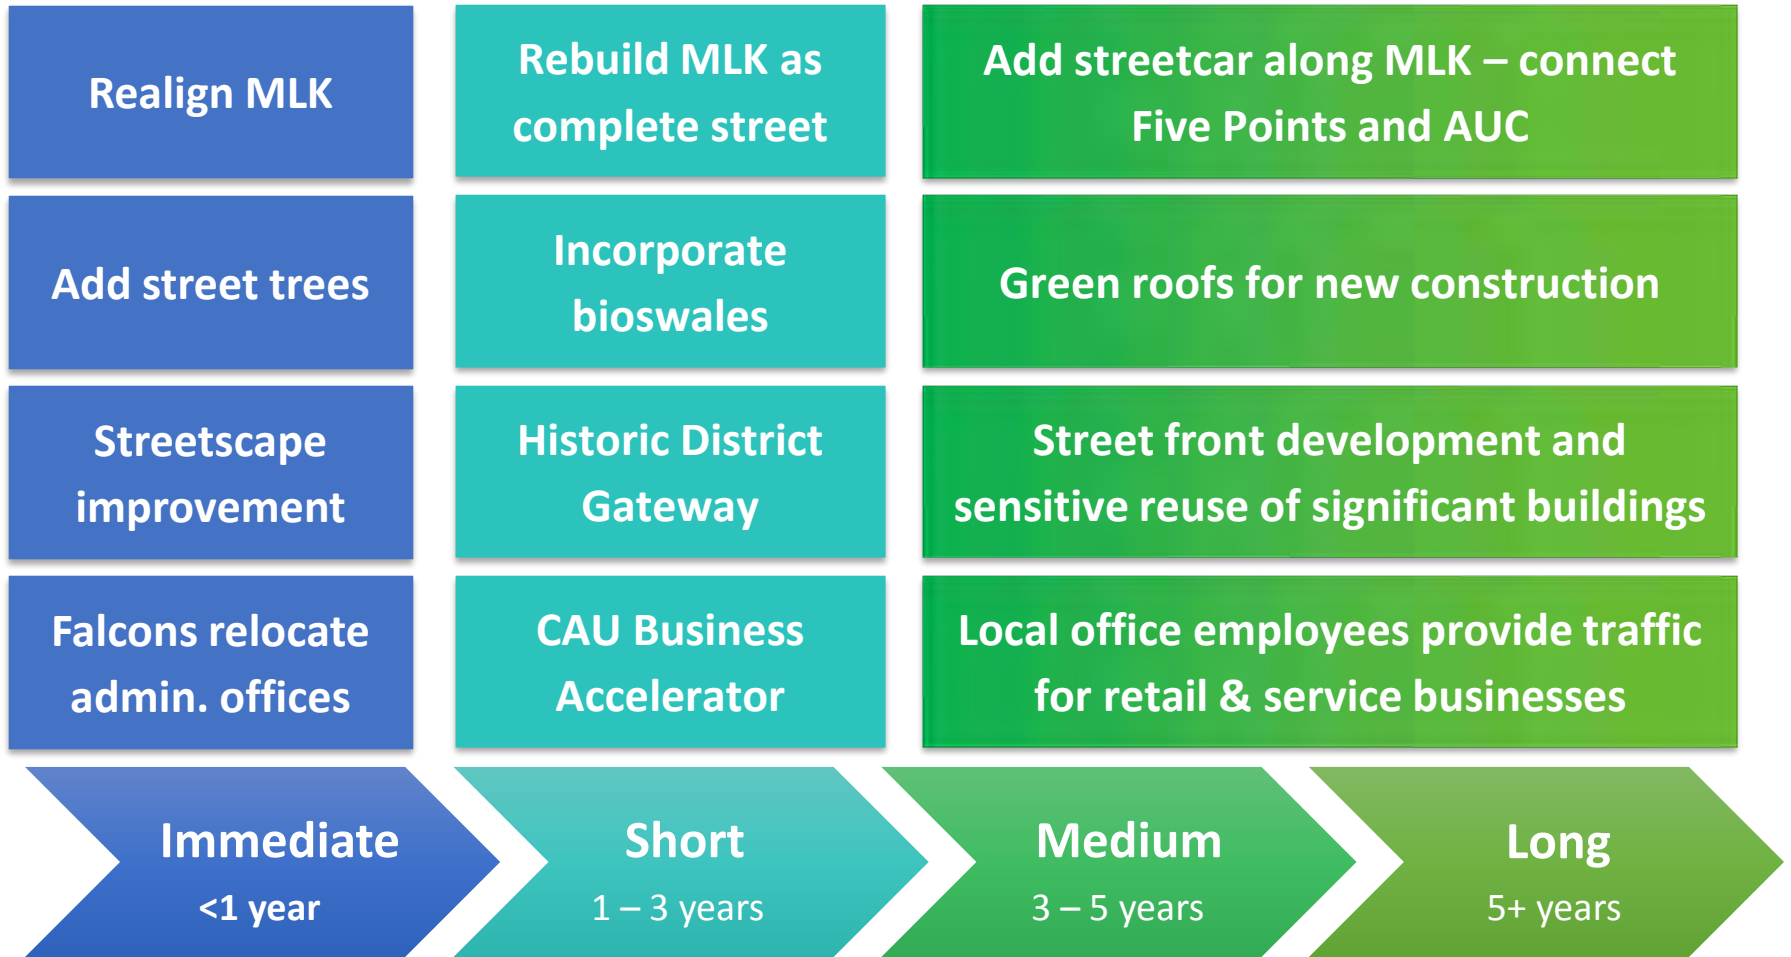 Realign MLK
Rebuild MLK as
complete street
Add streetcar along MLK – connect
Five Points and AUC
Add street trees
Incorporate
bioswales
Green roofs for new construction
Streetscape
improvement
Historic District
Gateway
Street front development and
sensitive reuse of significant buildings
Falcons relocate
admin. offices
CAU Business
Accelerator
Local office employees provide traffic
for retail & service businesses
Immediate
<1 year
Short
1 – 3 years
Medium
3 – 5 years
Long
5+ years